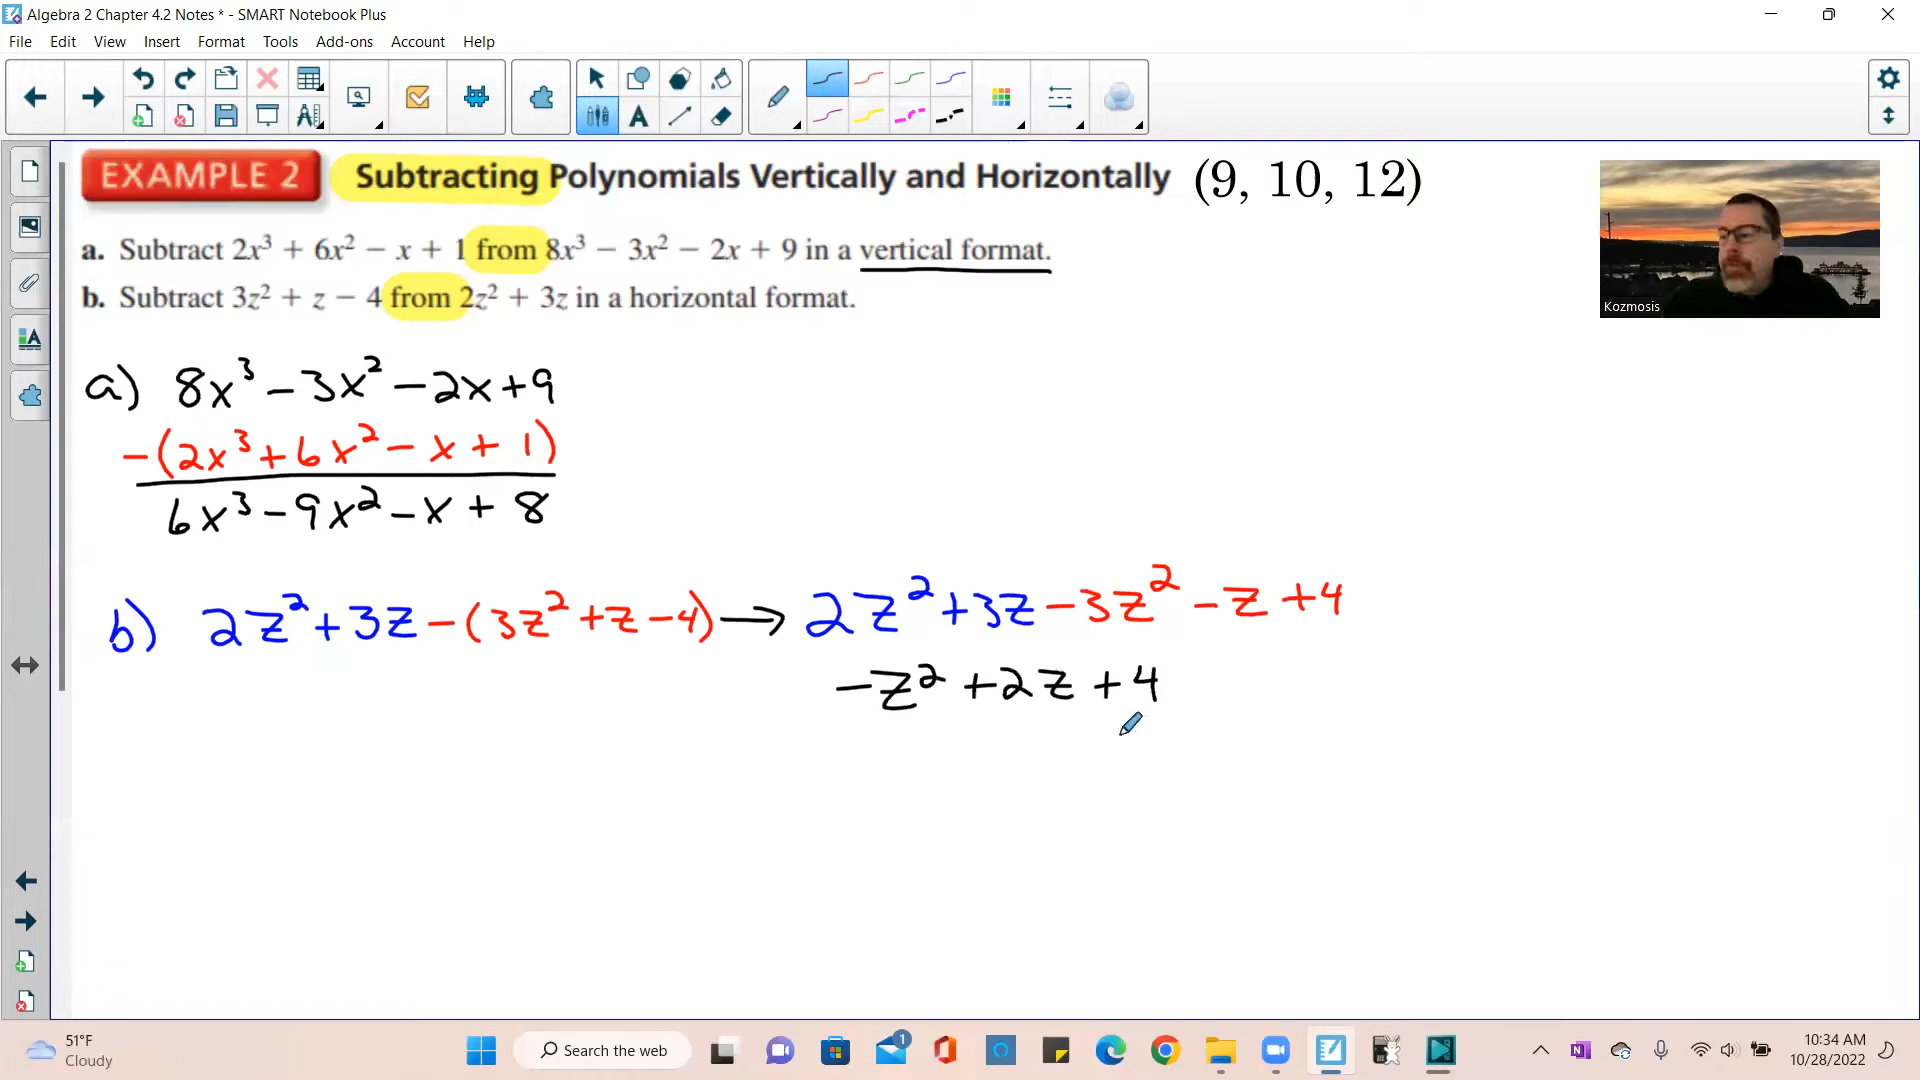 Algebra 2 Chapter 4.2 Notes * - SMART Notebook Plus
File Edit View Insert Format Tools Add-ons Account Help
EXAMPLE 2 Subtracting Polynomials Vertically and Horizontally (9, 10, 12)
a. Subtract 2x³ + 6x² − x + 1 from 8x³ − 3x² − 2x + 9 in a vertical format.
b. Subtract 3z² + z − 4 from 2z² + 3z in a horizontal format.
Kozmosis
a) 8x³ − 3x² − 2x + 9
−(2x³ + 6x² − x + 1)
6x³ − 9x² − x + 8
b) 2z² + 3z − (3z² + z − 4) → 2z² + 3z − 3z² − z + 4
−z² + 2z + 4
51°F
Cloudy
Search the web
1
10:34 AM
10/28/2022